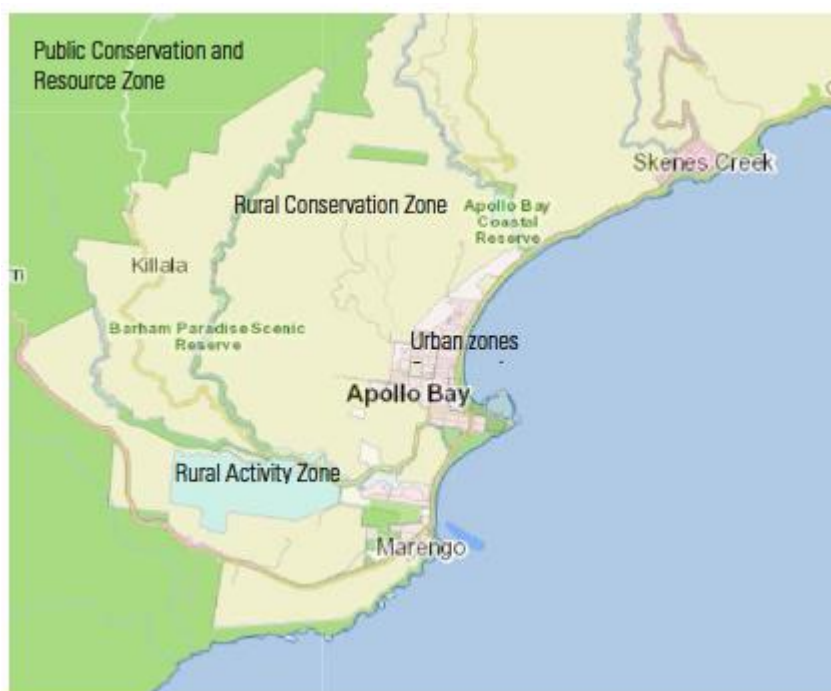 Public Conservation and
Resource Zone
Skenes Creek
Rural Conservation Zone
Apollo Bay
Coastal
Reserve
Killala
Barham Paradise Scenic
Reserve
Urban zones
Apollo Bay
Rural Activity Zone
Marengo